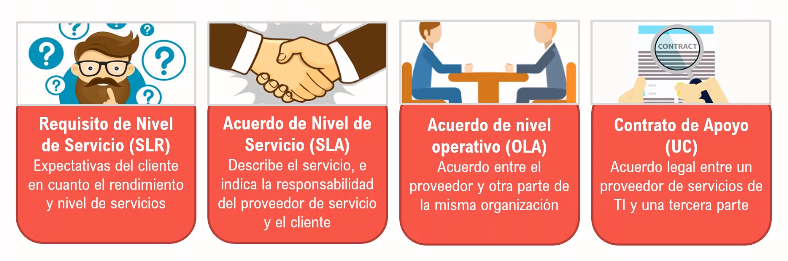 Requisito de Nivel
de Servicio (SLR)
Expectativas del cliente
en cuanto el rendimiento
y nivel de servicios
Acuerdo de Nivel de
Servicio (SLA)
Describe el servicio, e
indica la responsabilidad
del proveedor de servicio
y el cliente
Acuerdo de nivel
operativo (OLA)
Acuerdo entre el
proveedor y otra parte de
la misma organización
CONTRACT
Contrato de Apoyo
(UC)
Acuerdo legal entre un
proveedor de servicios de
TI y una tercera parte